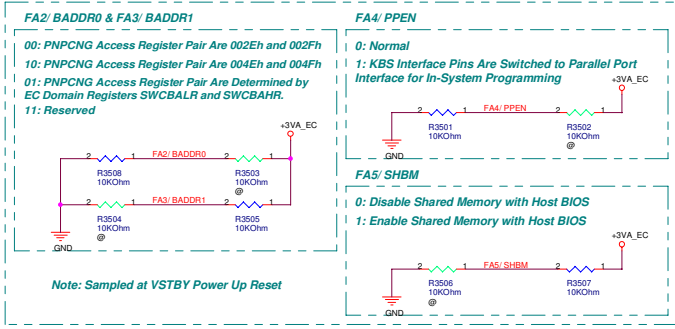 FA2/ BADDR0 & FA3/ BADDR1
00: PNPCNG Access Register Pair Are 002Eh and 002Fh
10: PNPCNG Access Register Pair Are 004Eh and 004Fh
01: PNPCNG Access Register Pair Are Determined by
EC Domain Registers SWCBALR and SWCBAHR.
11: Reserved
+3VA_EC
2 1 FA2/ BADDR0 2 1
R3508 R3503
10KOhm 10KOhm
@
2 1 FA3/ BADDR1 2 1
R3504 R3505
10KOhm 10KOhm
@
GND
Note: Sampled at VSTBY Power Up Reset
FA4/ PPEN
0: Normal
1: KBS Interface Pins Are Switched to Parallel Port
Interface for In-System Programming
+3VA_EC
2 1 FA4/ PPEN 2 1
R3501 R3502
10KOhm 10KOhm
@
GND
FA5/ SHBM
0: Disable Shared Memory with Host BIOS
1: Enable Shared Memory with Host BIOS
+3VA_EC
2 1 FA5/ SHBM 2 1
R3506 R3507
10KOhm 10KOhm
@
GND